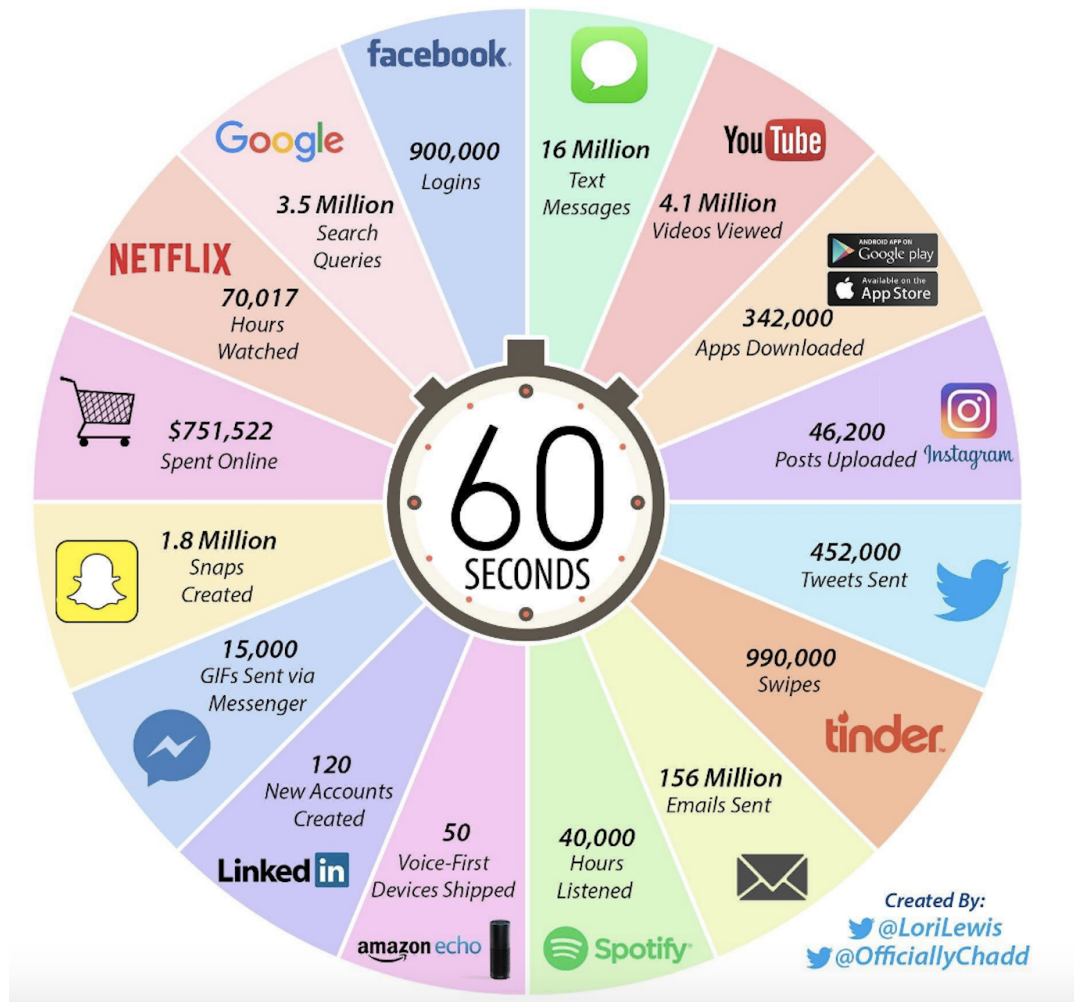 facebook
900,000
Logins
16 Million
Text
Messages
YouTube
4.1 Million
Videos Viewed
ANDROID APP ON
Google play
Available on the
App Store
342,000
Apps Downloaded
46,200
Posts Uploaded
Instagram
452,000
Tweets Sent
990,000
Swipes
tinder
156 Million
Emails Sent
40,000
Hours
Listened
Spotify
50
Voice-First
Devices Shipped
amazon echo
120
New Accounts
Created
Linked in
15,000
GIFs Sent via
Messenger
1.8 Million
Snaps
Created
$751,522
Spent Online
NETFLIX
70,017
Hours
Watched
Google
3.5 Million
Search
Queries
60
SECONDS
Created By:
@LoriLewis
@OfficiallyChadd